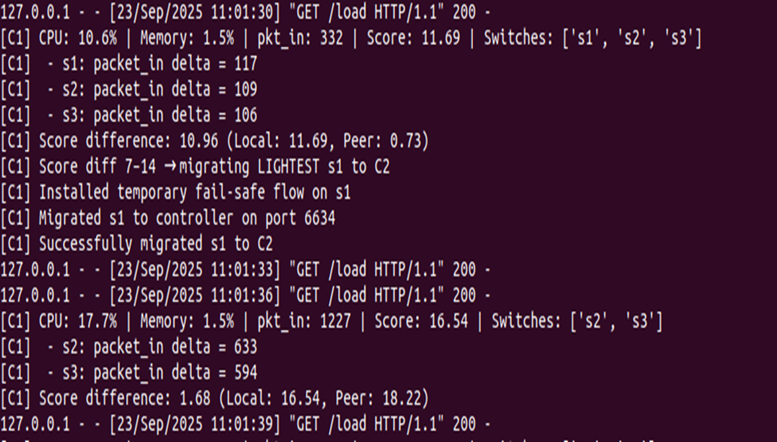 127.0.0.1 - - [23/Sep/2025 11:01:30] "GET /load HTTP/1.1" 200 -
[C1] CPU: 10.6% | Memory: 1.5% | pkt_in: 332 | Score: 11.69 | Switches: ['s1', 's2', 's3']
[C1]  - s1: packet_in delta = 117
[C1]  - s2: packet_in delta = 109
[C1]  - s3: packet_in delta = 106
[C1] Score difference: 10.96 (Local: 11.69, Peer: 0.73)
[C1] Score diff 7-14 →migrating LIGHTEST s1 to C2
[C1] Installed temporary fail-safe flow on s1
[C1] Migrated s1 to controller on port 6634
[C1] Successfully migrated s1 to C2
127.0.0.1 - - [23/Sep/2025 11:01:33] "GET /load HTTP/1.1" 200 -
127.0.0.1 - - [23/Sep/2025 11:01:36] "GET /load HTTP/1.1" 200 -
[C1] CPU: 17.7% | Memory: 1.5% | pkt_in: 1227 | Score: 16.54 | Switches: ['s2', 's3']
[C1]  - s2: packet_in delta = 633
[C1]  - s3: packet_in delta = 594
[C1] Score difference: 1.68 (Local: 16.54, Peer: 18.22)
127.0.0.1 - - [23/Sep/2025 11:01:39] "GET /load HTTP/1.1" 200 -